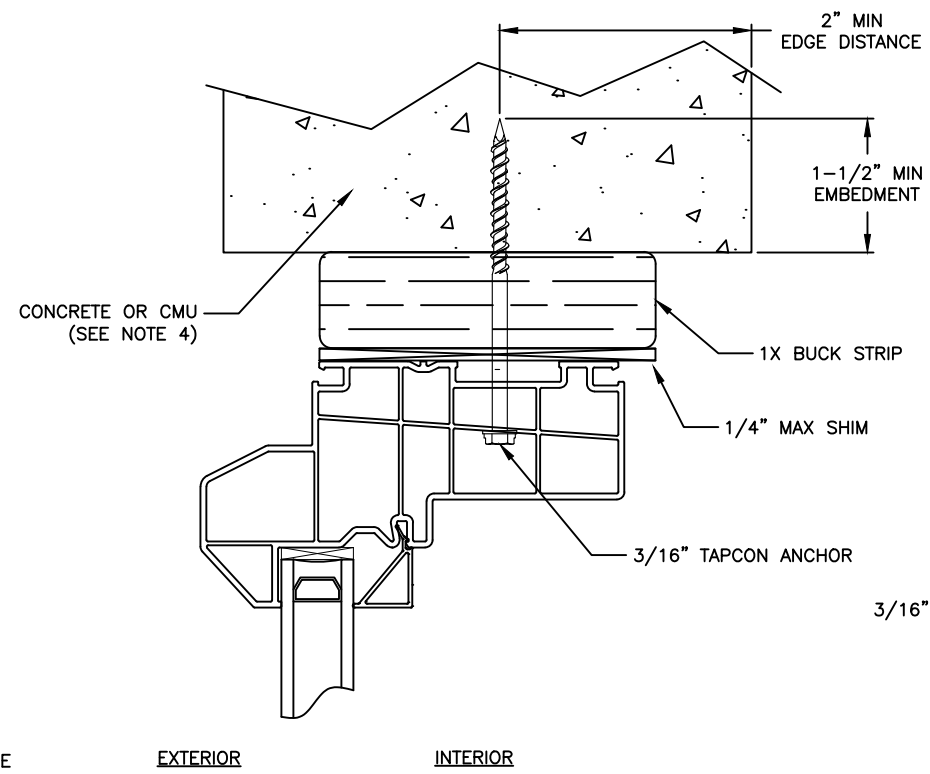 2” MIN
EDGE DISTANCE
1-1/2” MIN
EMBEDMENT
CONCRETE OR CMU
(SEE NOTE 4)
1X BUCK STRIP
1/4” MAX SHIM
3/16” TAPCON ANCHOR
3/16”
E
EXTERIOR
INTERIOR